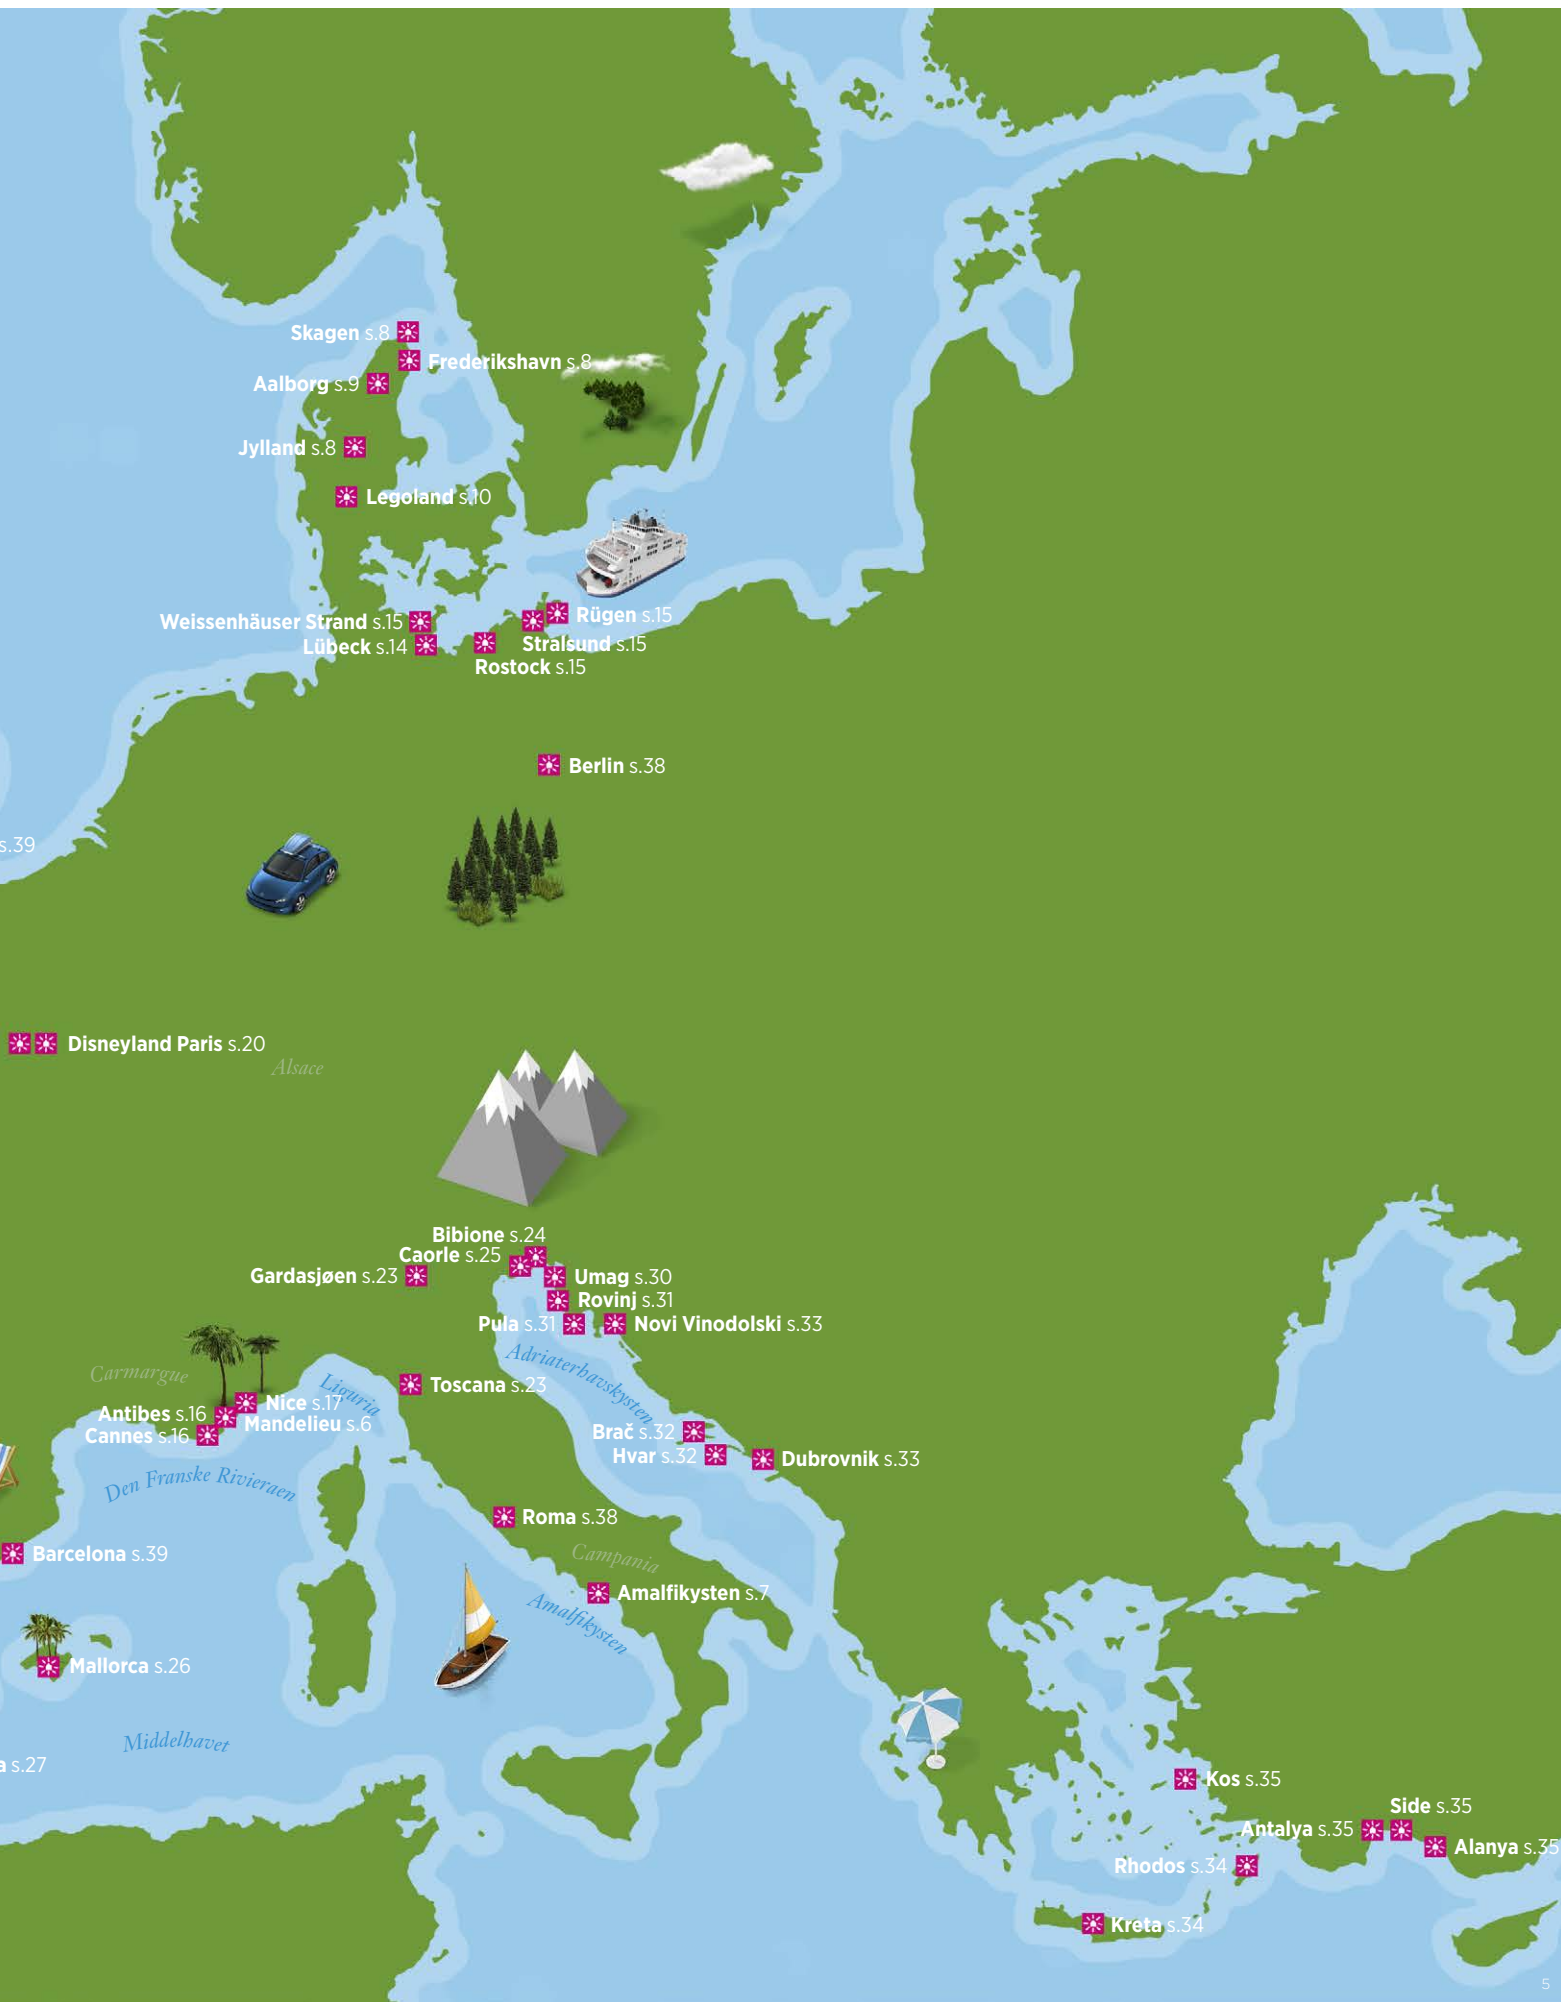 Skagen s.8
Frederikshavn s.8
Aalborg s.9
Jylland s.8
Legoland s.10
Weissenhäuser Strand s.15
Rügen s.15
Lübeck s.14
Stralsund s.15
Rostock s.15
Berlin s.38
s.39
Disneyland Paris s.20
Alsace
Bibione s.24
Caorle s.25
Gardasjøen s.23
Umag s.30
Rovinj s.31
Pula s.31
Novi Vinodolski s.33
Adriaterhavskysten
Carmargue
Liguria
Toscana s.23
Nice s.17
Antibes s.16
Mandelieu s.6
Cannes s.16
Brač s.32
Hvar s.32
Dubrovnik s.33
Den Franske Rivieraen
Roma s.38
Barcelona s.39
Campania
Amalfikysten s.7
Amalfikysten
Mallorca s.26
Middelhavet
a s.27
Kos s.35
Side s.35
Antalya s.35
Alanya s.35
Rhodos s.34
Kreta s.34
5